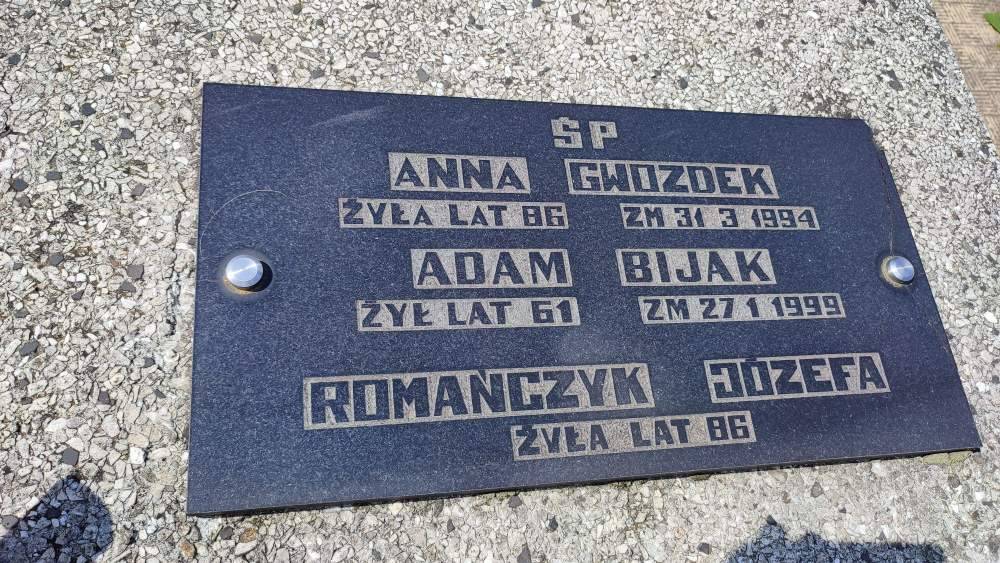 ŚP
ANNA GWOZDEK
ŻYŁA LAT 86 ZM 31 3 1994
ADAM BIJAK
ŻYŁ LAT 61 ZM 27 1 1999
ROMAŃCZYK JÓZEFA
ŻYŁA LAT 86